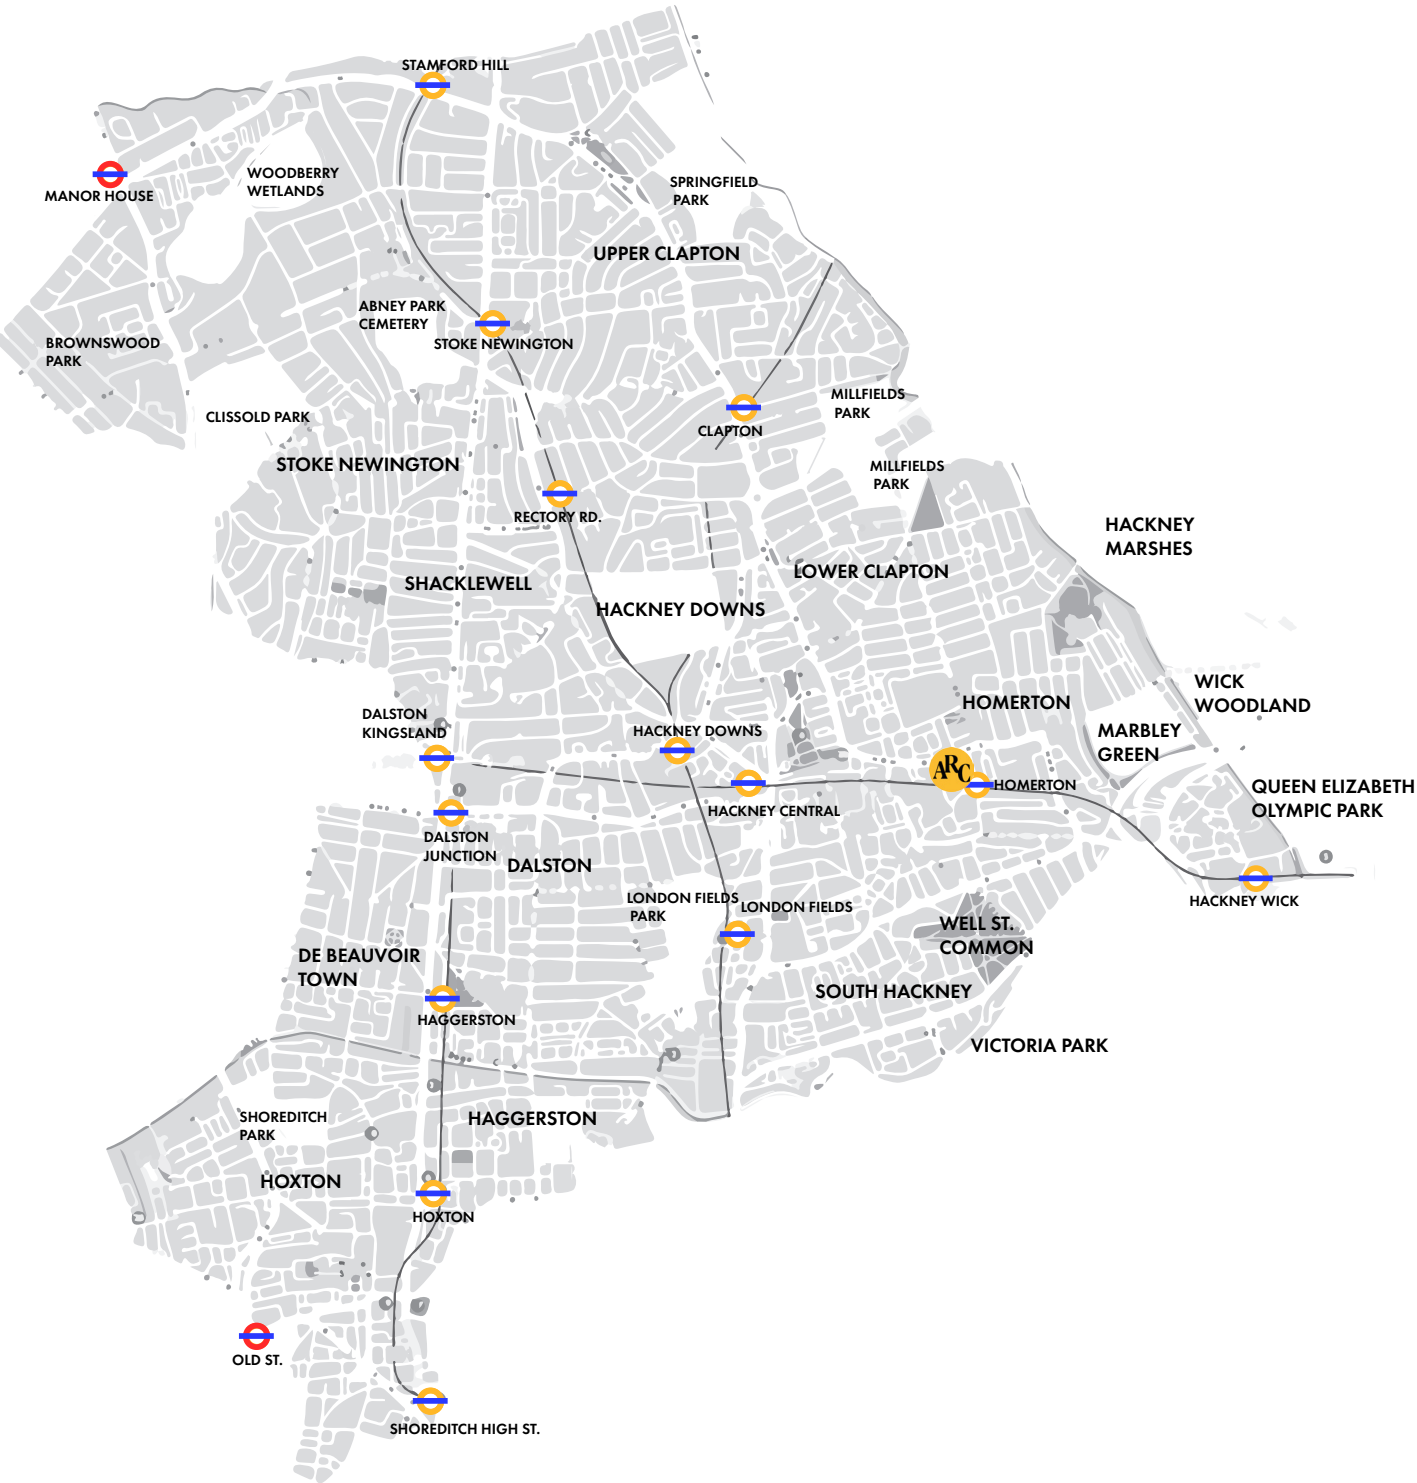 STAMFORD HILL
MANOR HOUSE
WOODBERRY
WETLANDS
SPRINGFIELD
PARK
UPPER CLAPTON
ABNEY PARK
CEMETERY
STOKE NEWINGTON
BROWNSWOOD
PARK
CLISSOLD PARK
MILLFIELDS
PARK
CLAPTON
STOKE NEWINGTON
MILLFIELDS
PARK
RECTORY RD.
HACKNEY
MARSHES
SHACKLEWELL
LOWER CLAPTON
HACKNEY DOWNS
WICK
WOODLAND
HOMERTON
DALSTON
KINGSLAND
HACKNEY DOWNS
MARBLEY
GREEN
ARC
HOMERTON
QUEEN ELIZABETH
OLYMPIC PARK
HACKNEY CENTRAL
DALSTON
JUNCTION
DALSTON
LONDON FIELDS
PARK
LONDON FIELDS
HACKNEY WICK
WELL ST.
COMMON
DE BEAUVOIR
TOWN
SOUTH HACKNEY
HAGGERSTON
VICTORIA PARK
SHOREDITCH
PARK
HAGGERSTON
HOXTON
HOXTON
OLD ST.
SHOREDITCH HIGH ST.